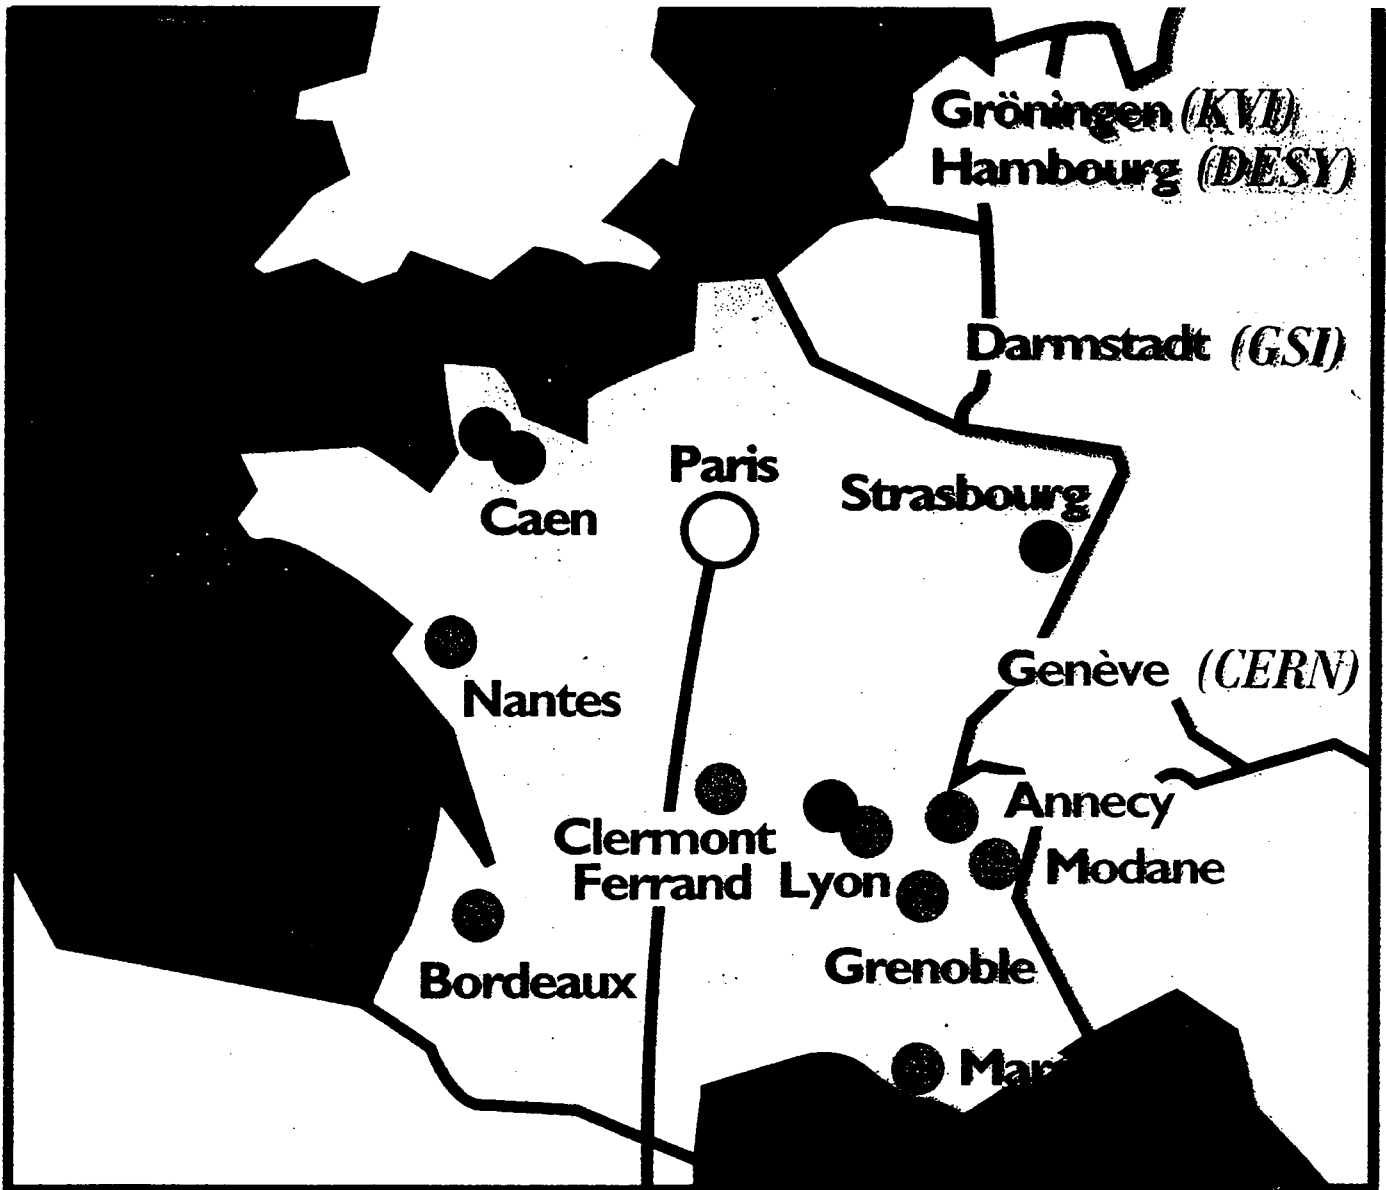 Gröningen (KVI)
Hambourg (DESY)
Darmstadt (GSI)
Paris
Strasbourg
Caen
Genève (CERN)
Nantes
Annecy
Clermont
Ferrand
Lyon
Modane
Bordeaux
Grenoble